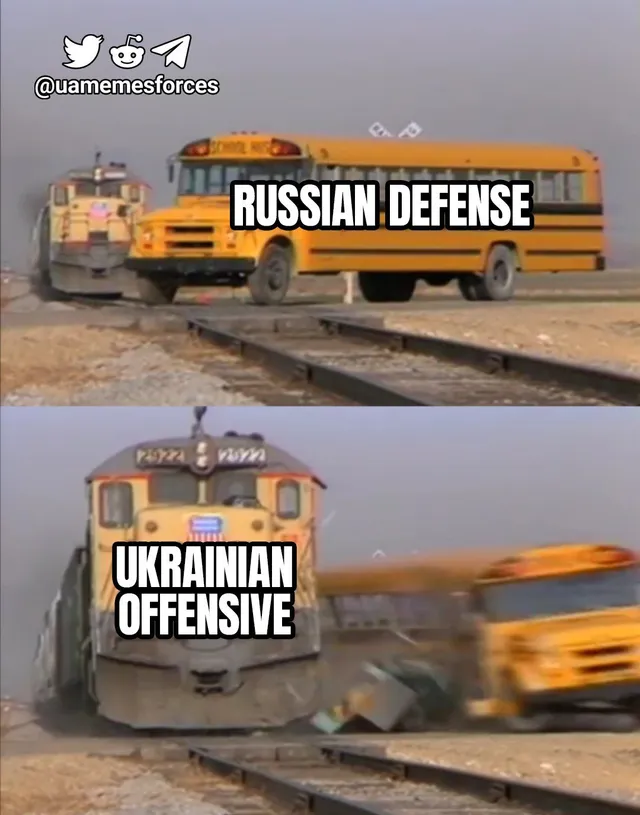 @uamemesforces
SCHOOL BUS
RUSSIAN DEFENSE
2922 2922
UKRAINIAN
OFFENSIVE